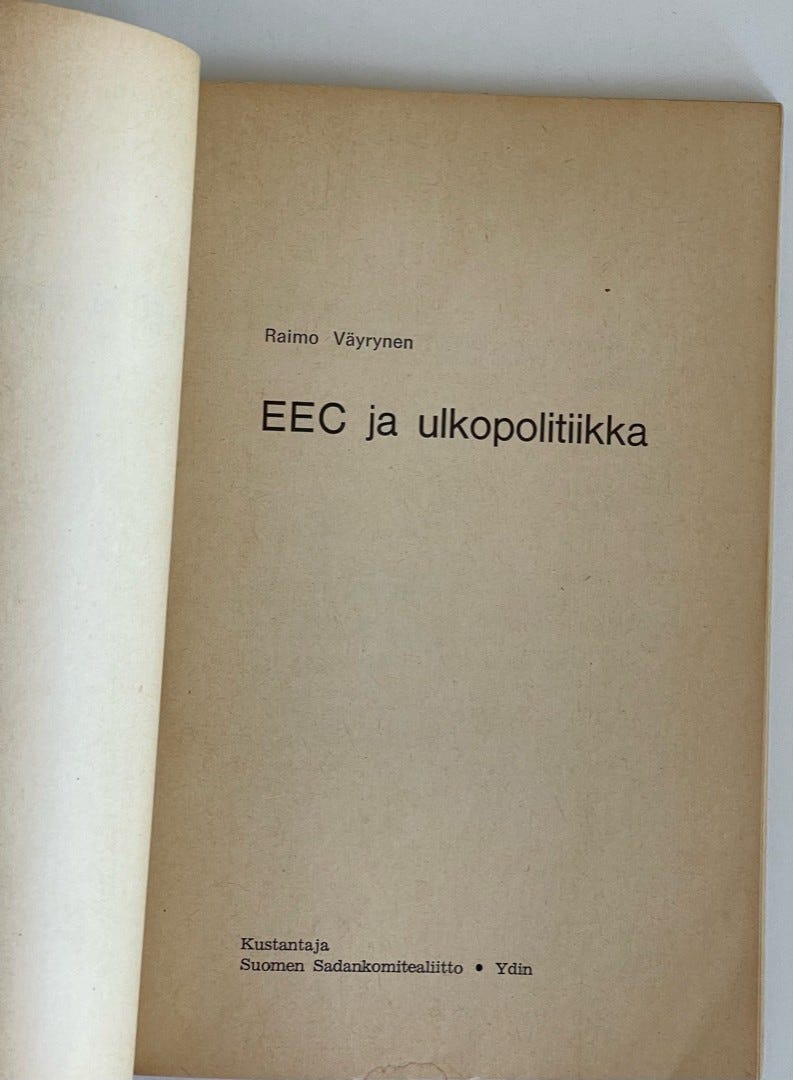 Raimo Väyrynen
EEC ja ulkopolitiikka
Kustantaja
Suomen Sadankomitealiitto • Ydin